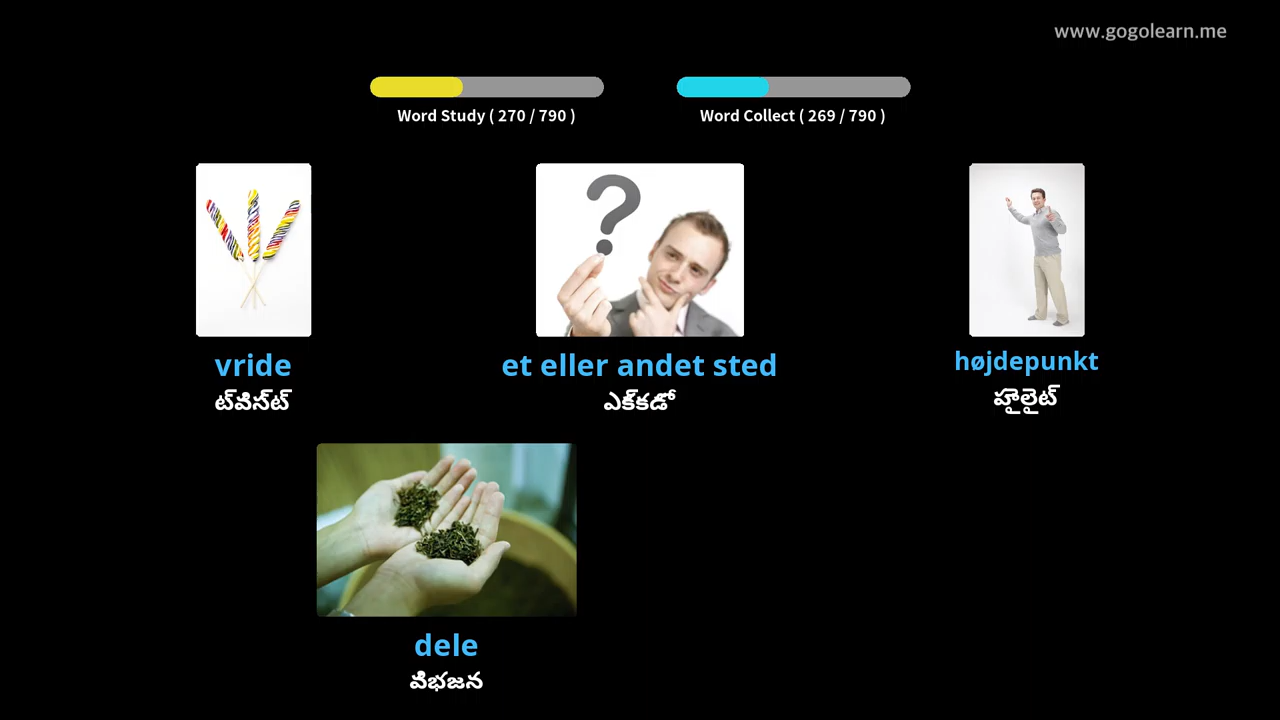 www.gogolearn.me
Word Study ( 270 / 790 )
Word Collect ( 269 / 790 )
vride
ట్విస్ట్
et eller andet sted
ఎక్కడో
højdepunkt
హైలైట్
dele
విభజన